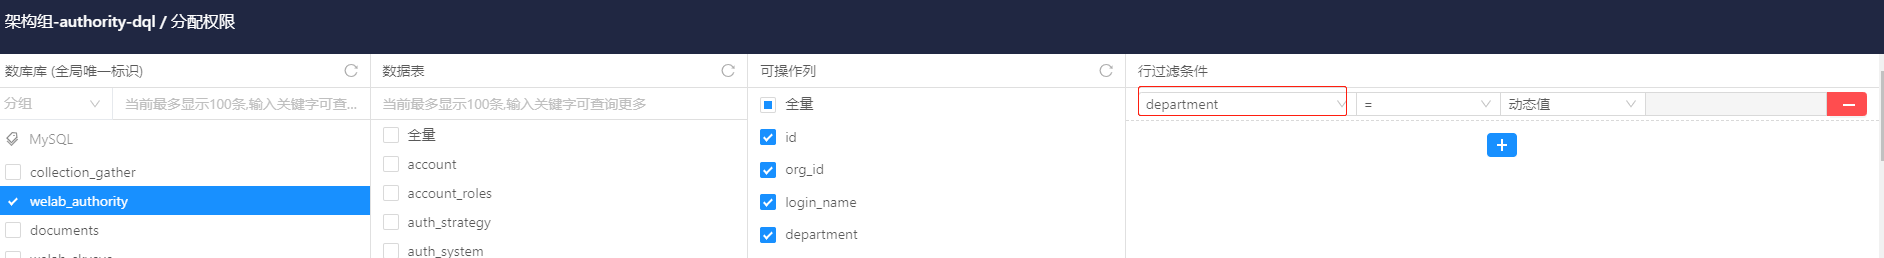 架构组-authority-dql / 分配权限
数库库 (全局唯一标识)
分组
当前最多显示100条,输入关键字可查...
MySQL
collection_gather
welab_authority
documents
数据表
当前最多显示100条,输入关键字可查询更多
全量
account
account_roles
auth_strategy
auth_system
可操作列
全量
id
org_id
login_name
department
行过滤条件
department
=
动态值